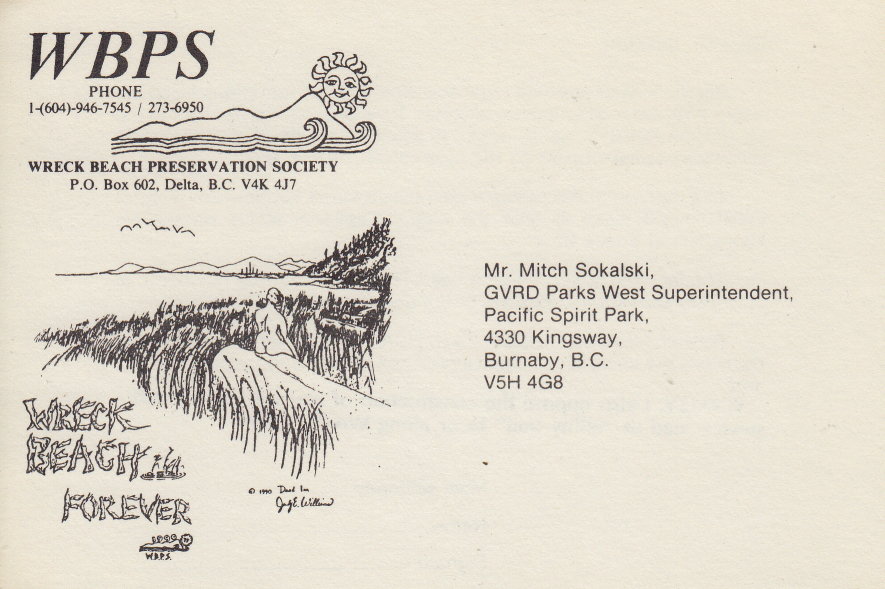 WBPS
PHONE
1-(604)-946-7545 / 273-6950
WRECK BEACH PRESERVATION SOCIETY
P.O. Box 602, Delta, B.C. V4K 4J7
Mr. Mitch Sokalski,
GVRD Parks West Superintendent,
Pacific Spirit Park,
4330 Kingsway,
Burnaby, B.C.
V5H 4G8
WRECK
BEACH
FOREVER
© 1990
W.B.P.S.